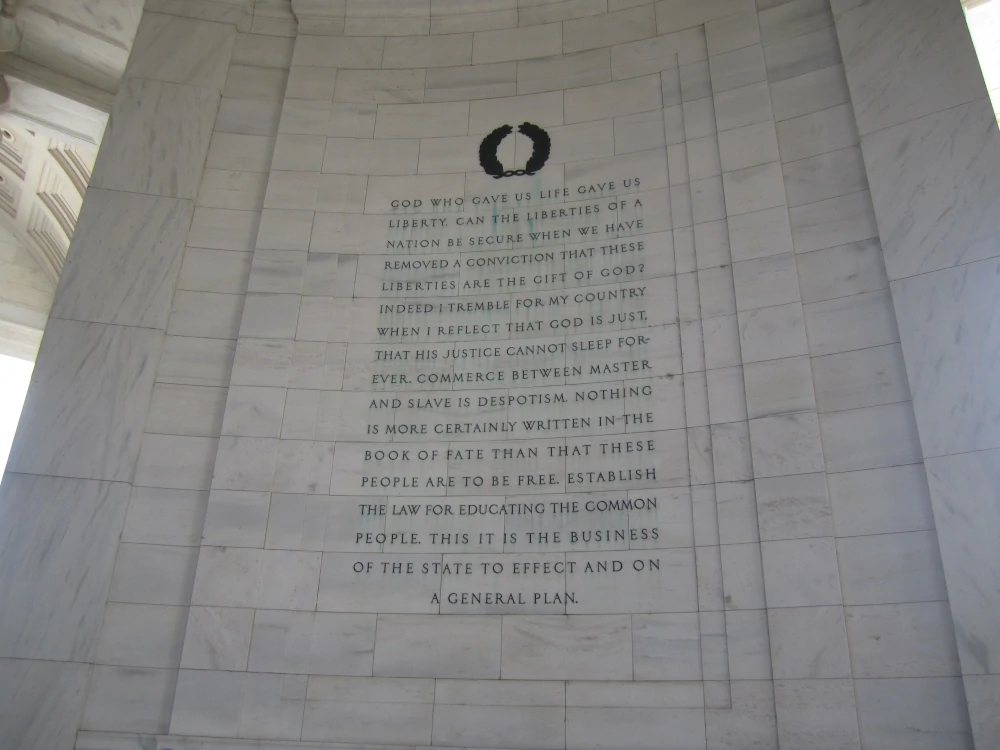 GOD WHO GAVE US LIFE GAVE US
LIBERTY. CAN THE LIBERTIES OF A
NATION BE SECURE WHEN WE HAVE
REMOVED A CONVICTION THAT THESE
LIBERTIES ARE THE GIFT OF GOD?
INDEED I TREMBLE FOR MY COUNTRY
WHEN I REFLECT THAT GOD IS JUST,
THAT HIS JUSTICE CANNOT SLEEP FOR-
EVER. COMMERCE BETWEEN MASTER
AND SLAVE IS DESPOTISM. NOTHING
IS MORE CERTAINLY WRITTEN IN THE
BOOK OF FATE THAN THAT THESE
PEOPLE ARE TO BE FREE. ESTABLISH
THE LAW FOR EDUCATING THE COMMON
PEOPLE. THIS IT IS THE BUSINESS
OF THE STATE TO EFFECT AND ON
A GENERAL PLAN.